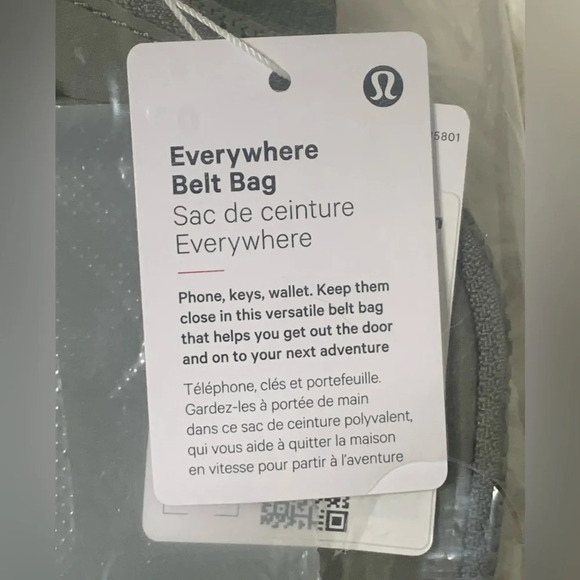 Everywhere
Belt Bag
Sac de ceinture
Everywhere
Phone, keys, wallet. Keep them
close in this versatile belt bag
that helps you get out the door
and on to your next adventure
Téléphone, clés et portefeuille.
Gardez-les à portée de main
dans ce sac de ceinture polyvalent,
qui vous aide à quitter la maison
en vitesse pour partir à l'aventure
5801